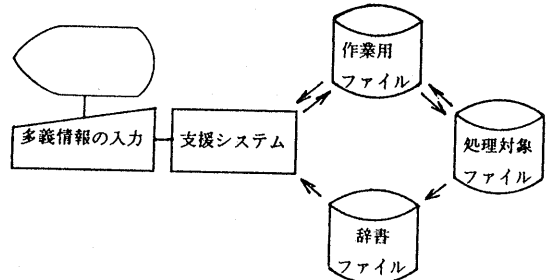 作業用
ファイル
多義情報の入力
支援システム
処理対象
ファイル
辞書
ファイル